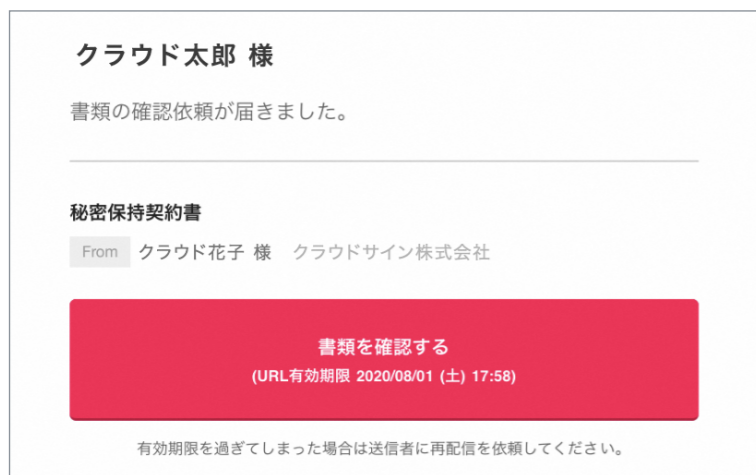 クラウド太郎 様
書類の確認依頼が届きました。
秘密保持契約書
From クラウド花子 様 クラウドサイン株式会社
書類を確認する
(URL有効期限 2020/08/01 (土) 17:58)
有効期限を過ぎてしまった場合は送信者に再配信を依頼してください。